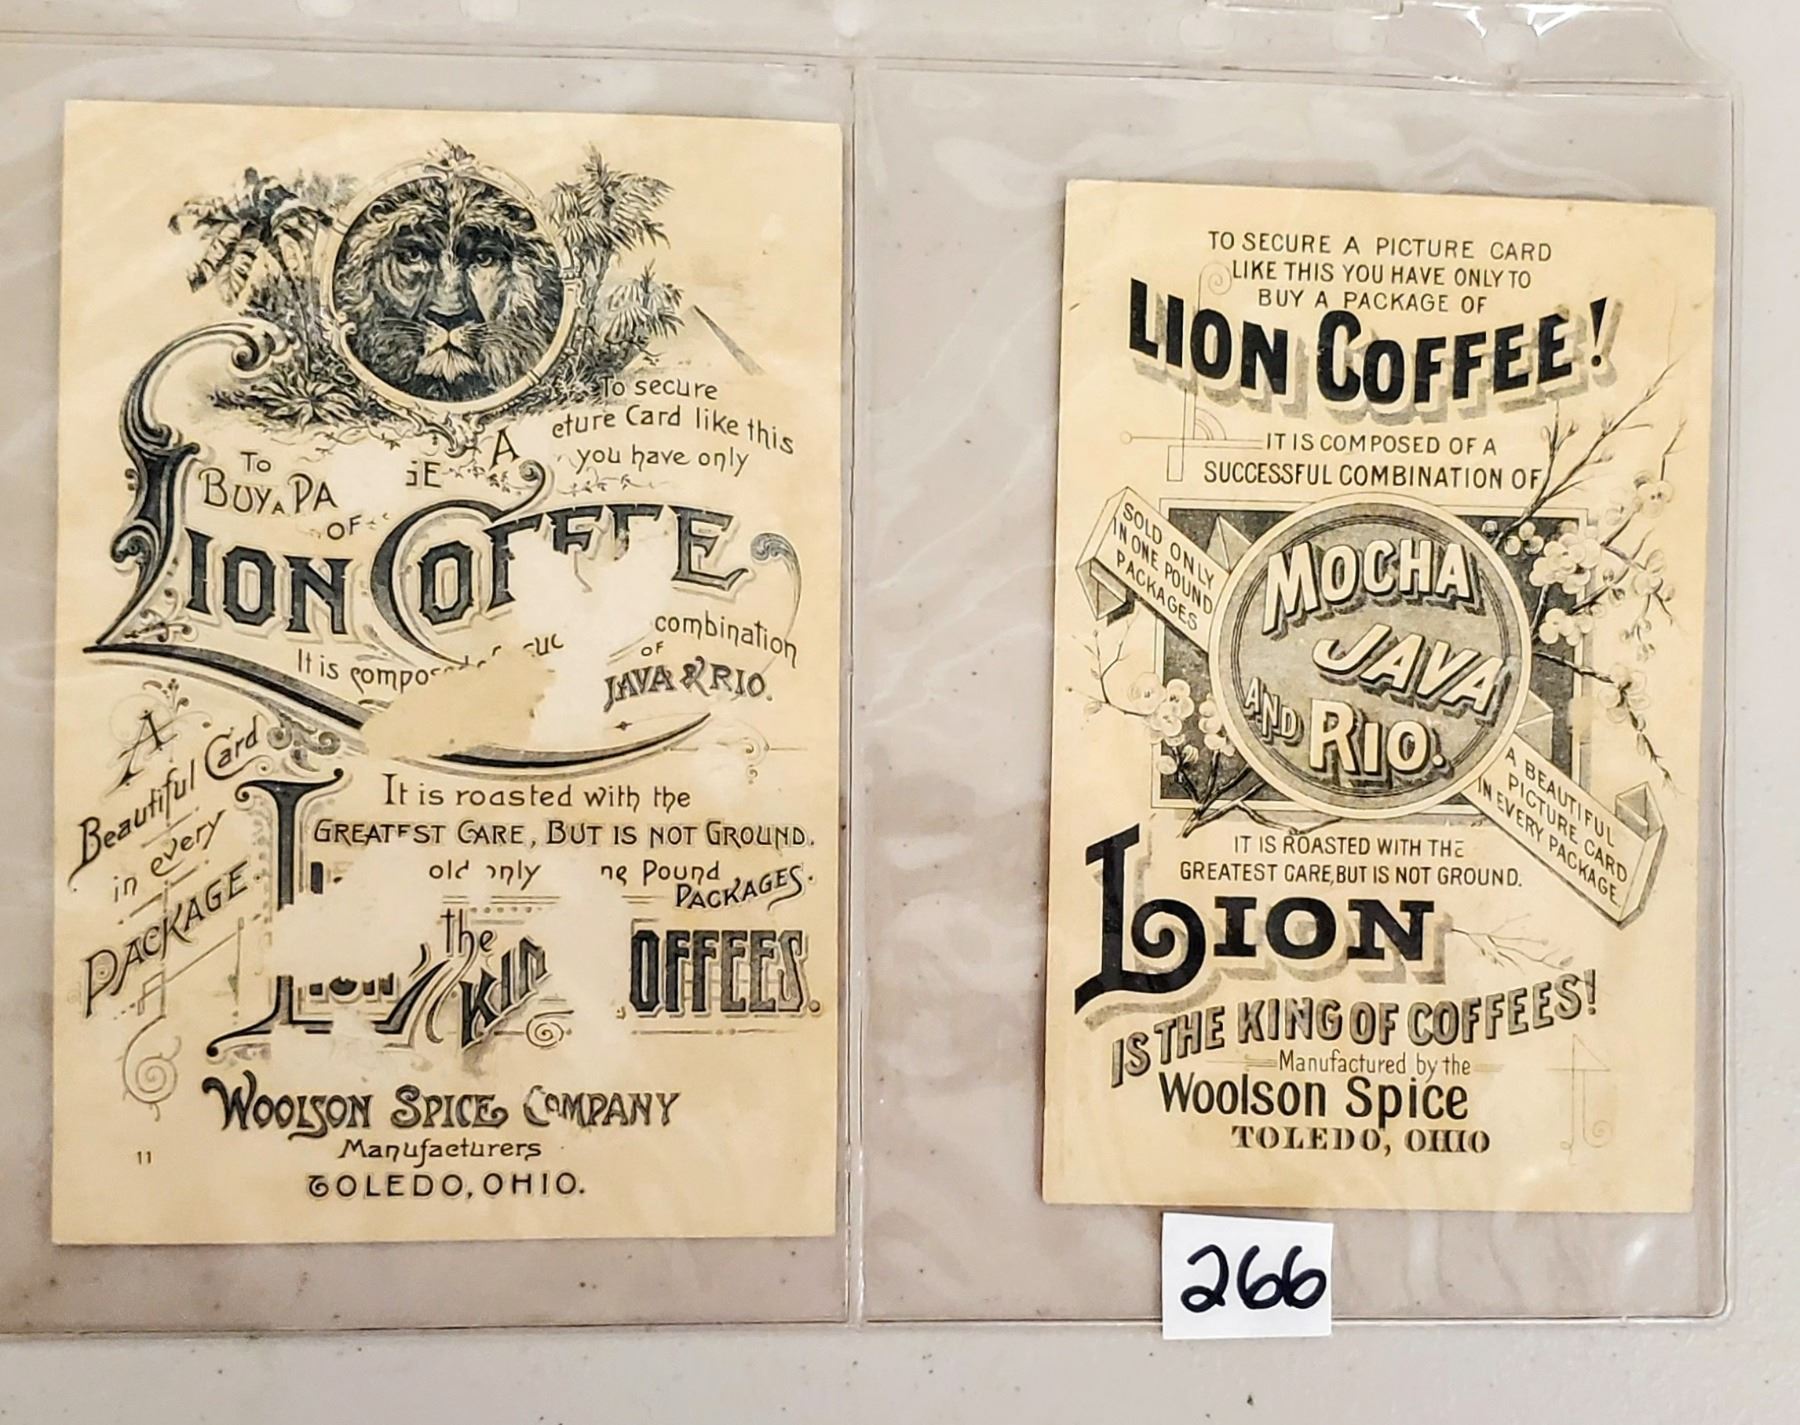 To secure
A
cture Card like this
you have only
To
Buy A PA GE
OF
LION COFFEE
It is compo suc combination
OF
JAVA & RIO.
A
Beautiful Card
in every
PACKAGE
It is roasted with the
GREATEST CARE, BUT IS NOT GROUND.
old only ne Pound
PACKAGES.
LION the KIN OFFEES.
WOOLSON SPICE COMPANY
Manufacturers
TOLEDO, OHIO.
11
TO SECURE A PICTURE CARD
LIKE THIS YOU HAVE ONLY TO
BUY A PACKAGE OF
LION COFFEE!
IT IS COMPOSED OF A
SUCCESSFUL COMBINATION OF
SOLD ONLY
IN ONE POUND
PACKAGES
MOCHA
JAVA
AND RIO.
A BEAUTIFUL
PICTURE CARD
IN EVERY PACKAGE.
IT IS ROASTED WITH THE
GREATEST CARE, BUT IS NOT GROUND.
LION
IS THE KING OF COFFEES!
Manufactured by the
Woolson Spice
TOLEDO, OHIO
266